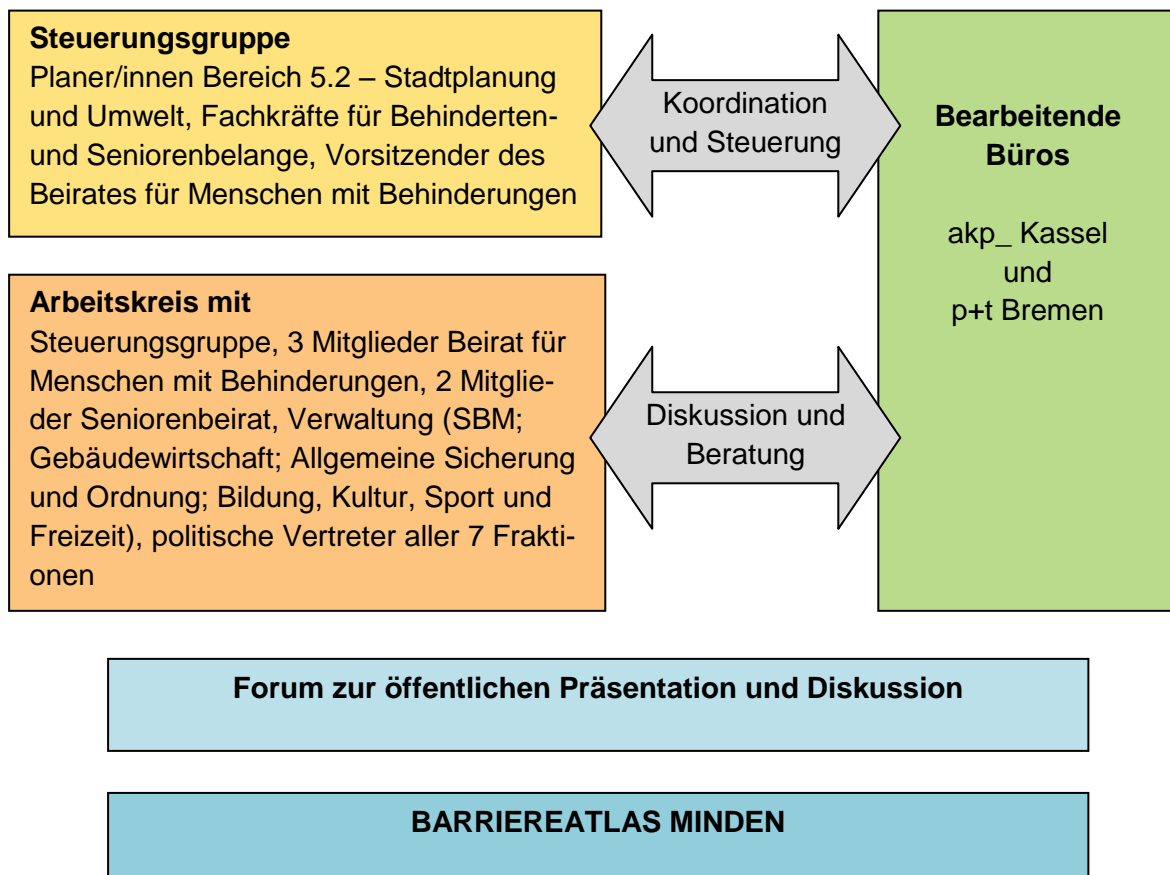 Steuerungsgruppe
Planer/innen Bereich 5.2 – Stadtplanung
und Umwelt, Fachkräfte für Behinderten-
und Seniorenbelange, Vorsitzender des
Beirates für Menschen mit Behinderungen
Koordination
und Steuerung
Bearbeitende
Büros
akp_ Kassel
und
p+t Bremen
Arbeitskreis mit
Steuerungsgruppe, 3 Mitglieder Beirat für
Menschen mit Behinderungen, 2 Mitglie-
der Seniorenbeirat, Verwaltung (SBM;
Gebäudewirtschaft; Allgemeine Sicherung
und Ordnung; Bildung, Kultur, Sport und
Freizeit), politische Vertreter aller 7 Frakti-
onen
Diskussion und
Beratung
Forum zur öffentlichen Präsentation und Diskussion
BARRIEREATLAS MINDEN